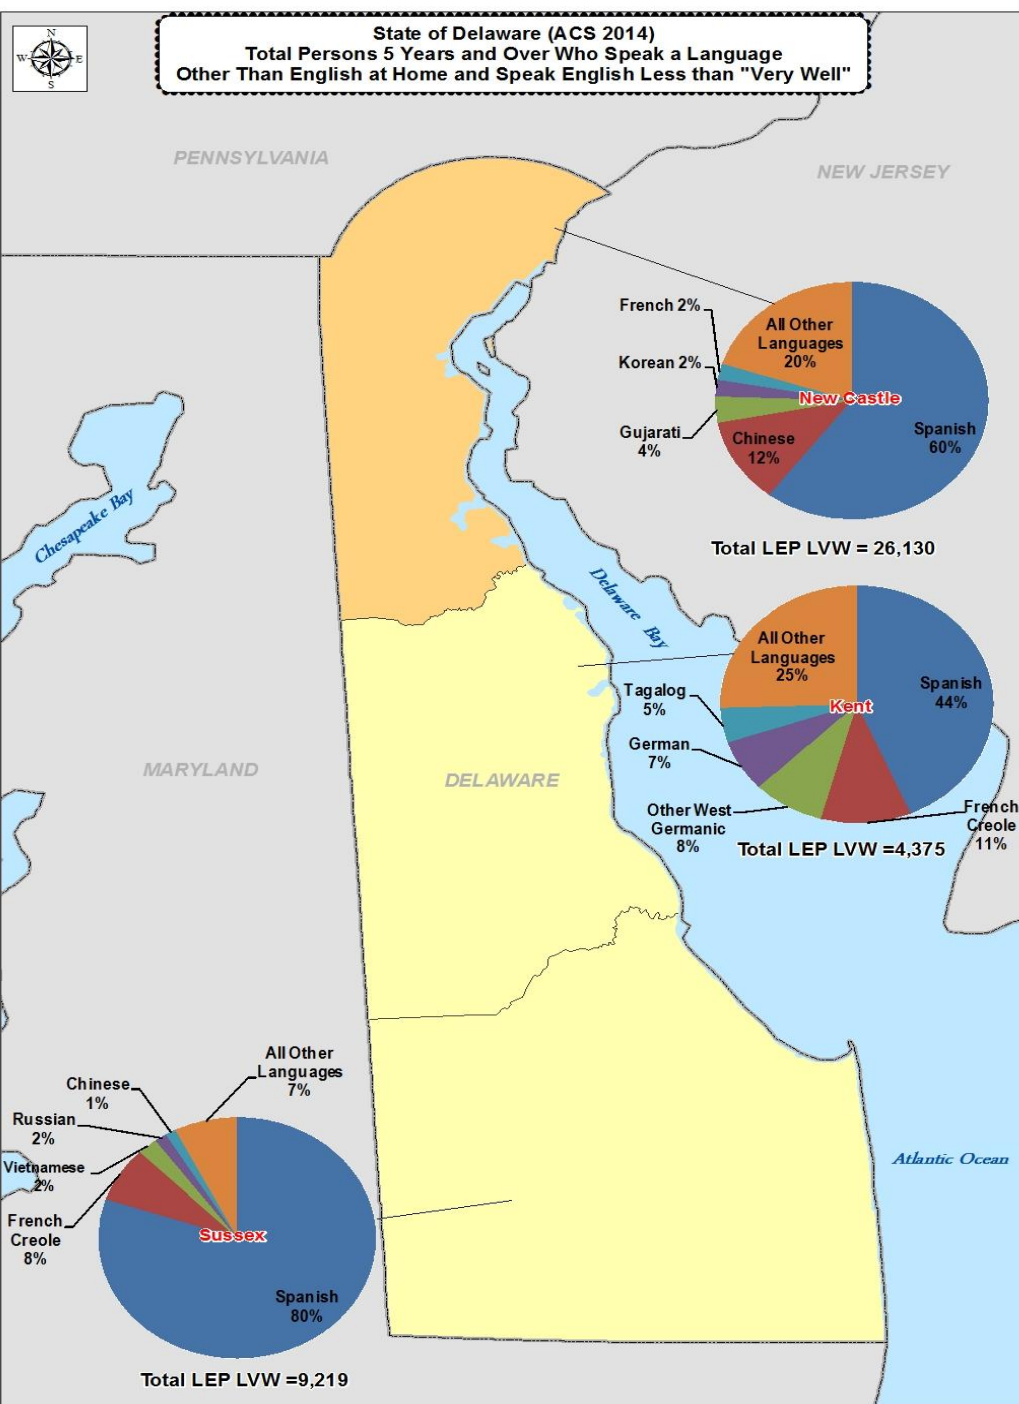 State of Delaware (ACS 2014)
Total Persons 5 Years and Over Who Speak a Language
Other Than English at Home and Speak English Less than "Very Well"
N
W
E
S
PENNSYLVANIA
NEW JERSEY
French 2%
All Other
Languages
20%
Korean 2%
New Castle
Gujarati
4%
Chinese
12%
Spanish
60%
Total LEP LVW = 26,130
Chesapeake Bay
Delaware Bay
All Other
Languages
25%
Spanish
44%
Tagalog
5%
Kent
German
7%
Other West
Germanic
8%
French
Creole
11%
Total LEP LVW =4,375
MARYLAND
DELAWARE
All Other
Languages
7%
Chinese
1%
Russian
2%
Vietnamese
2%
French
Creole
8%
Sussex
Spanish
80%
Total LEP LVW =9,219
Atlantic Ocean